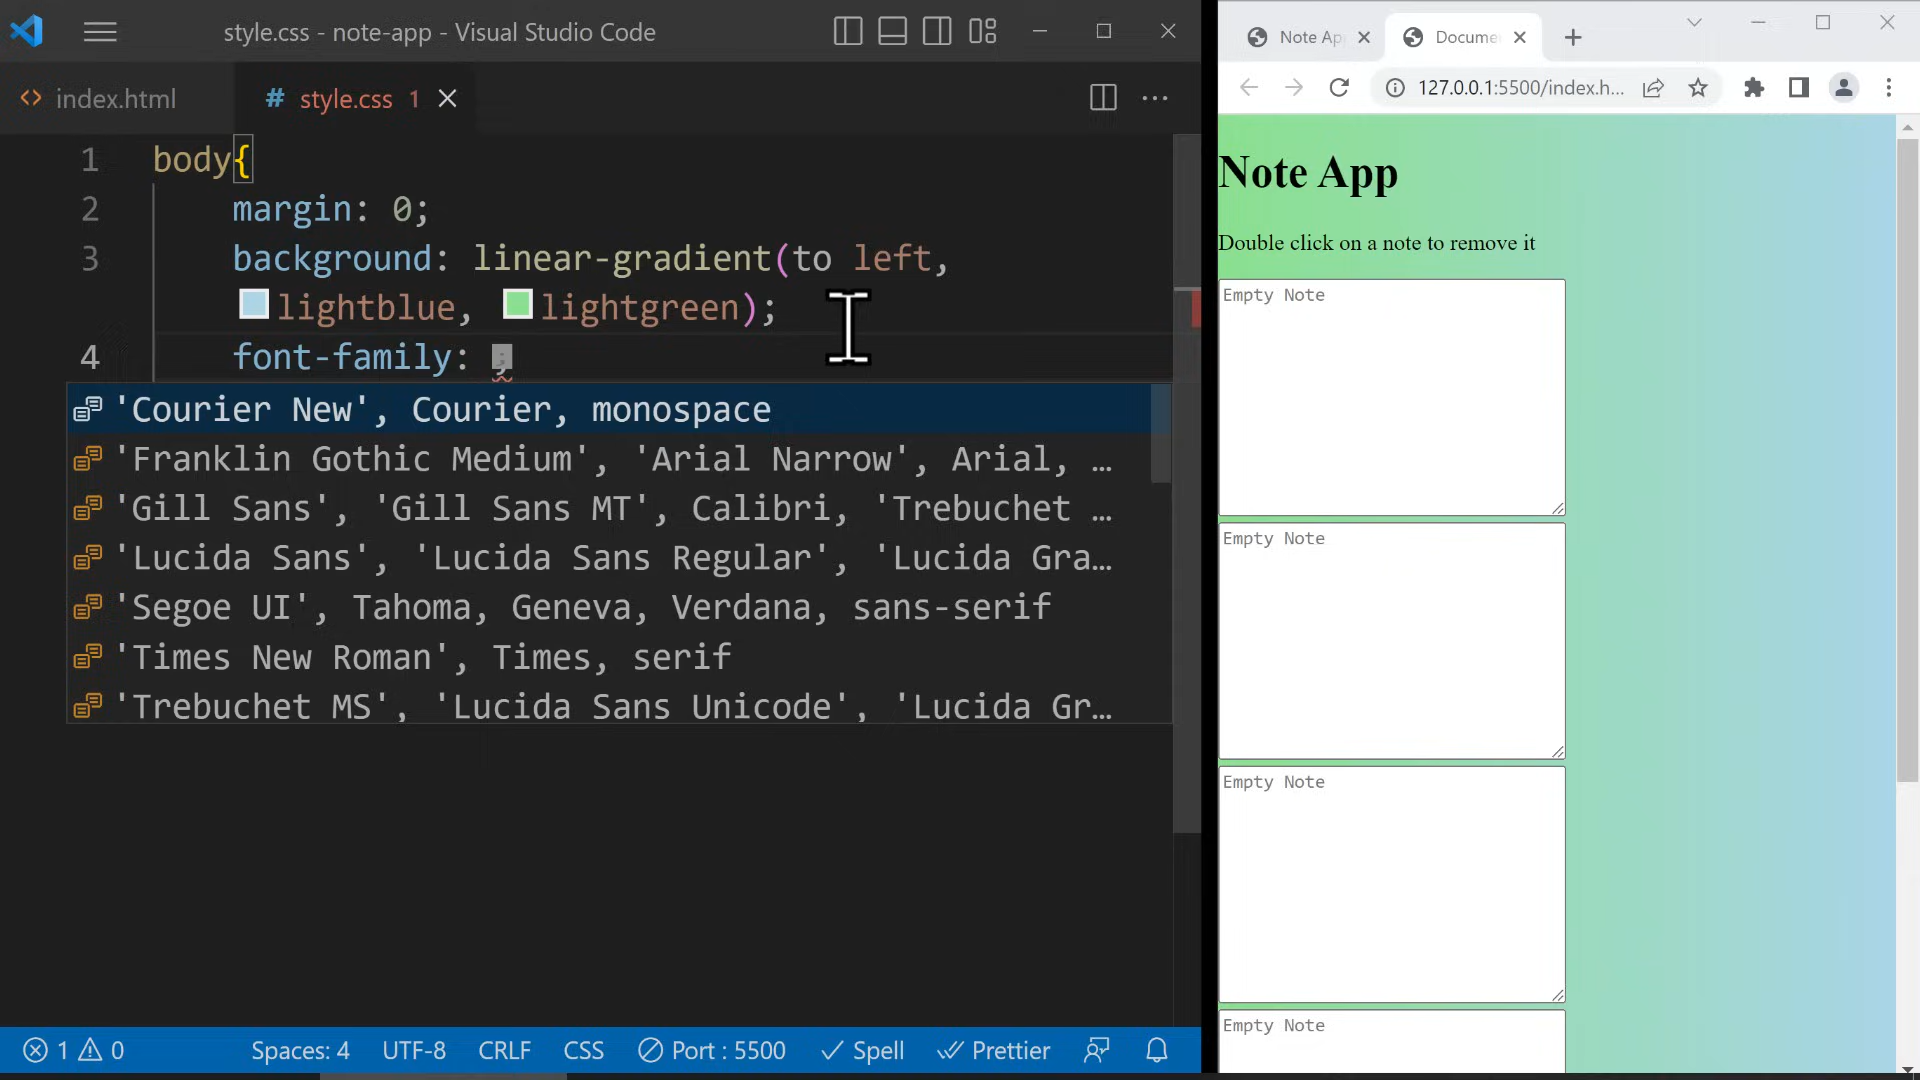 style.css - note-app - Visual Studio Code
index.html
# style.css 1
1 body{
2 margin: 0;
3 background: linear-gradient(to left,
lightblue, lightgreen);
4 font-family: ;
'Courier New', Courier, monospace
'Franklin Gothic Medium', 'Arial Narrow', Arial, …
'Gill Sans', 'Gill Sans MT', Calibri, 'Trebuchet …
'Lucida Sans', 'Lucida Sans Regular', 'Lucida Gra…
'Segoe UI', Tahoma, Geneva, Verdana, sans-serif
'Times New Roman', Times, serif
'Trebuchet MS', 'Lucida Sans Unicode', 'Lucida Gr…
1 0 Spaces: 4 UTF-8 CRLF CSS Port : 5500 Spell Prettier
Note Ap
Docume
127.0.0.1:5500/index.h...
Note App
Double click on a note to remove it
Empty Note
Empty Note
Empty Note
Empty Note